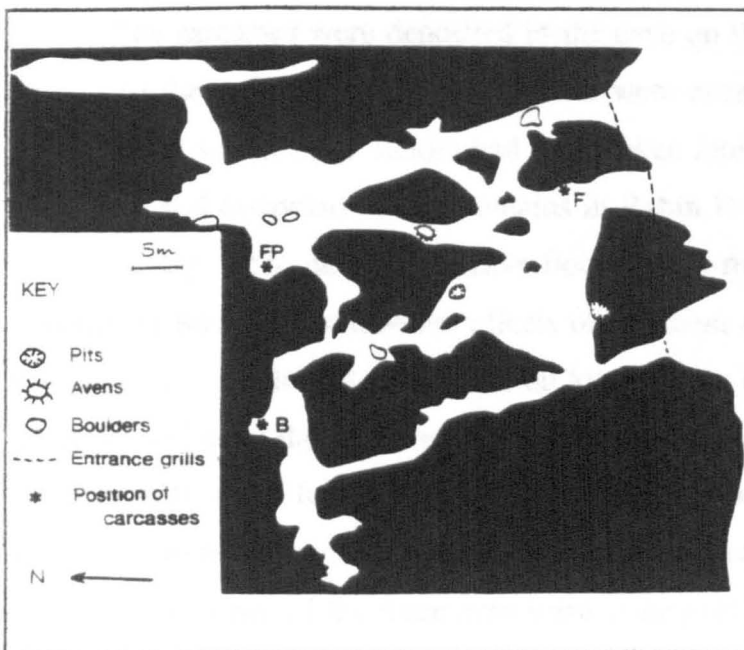 5m
FP
F
B
KEY
Pits
Avens
Boulders
Entrance grills
Position of
carcasses
N